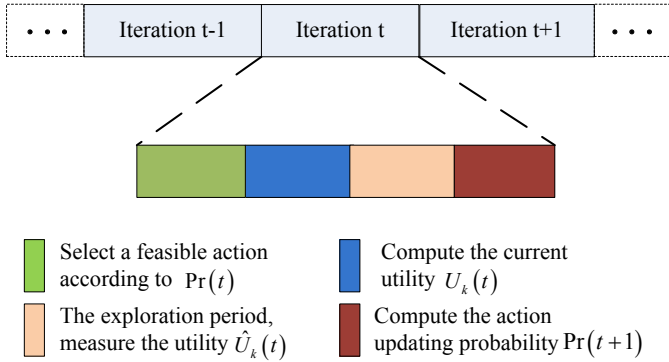 • • • Iteration t-1 Iteration t Iteration t+1 • • •
Select a feasible action
according to Pr(t)
Compute the current
utility U_k(t)
The exploration period,
measure the utility Û_k(t)
Compute the action
updating probability Pr(t+1)